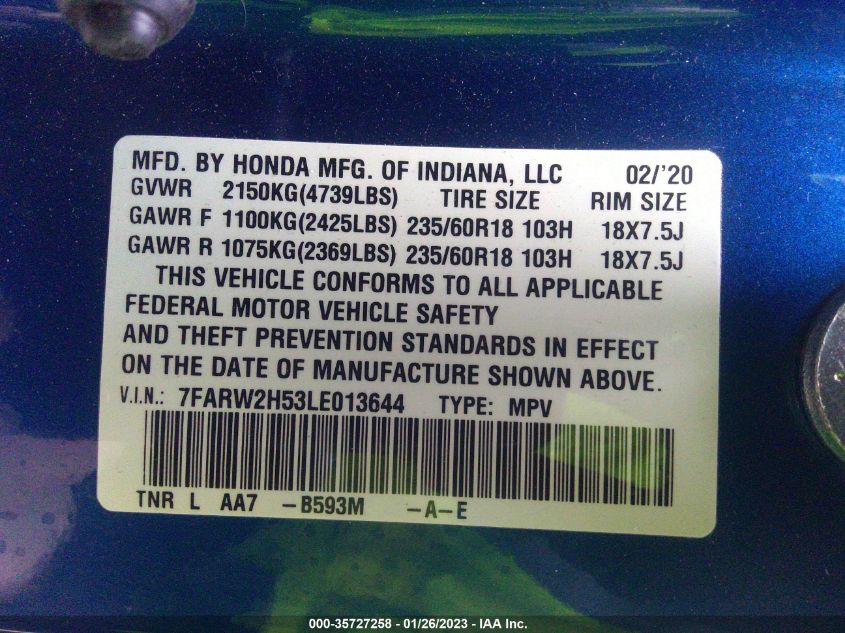 MFD. BY HONDA MFG. OF INDIANA, LLC 02/'20
GVWR 2150KG(4739LBS) TIRE SIZE RIM SIZE
GAWR F 1100KG(2425LBS) 235/60R18 103H 18X7.5J
GAWR R 1075KG(2369LBS) 235/60R18 103H 18X7.5J
THIS VEHICLE CONFORMS TO ALL APPLICABLE
FEDERAL MOTOR VEHICLE SAFETY
AND THEFT PREVENTION STANDARDS IN EFFECT
ON THE DATE OF MANUFACTURE SHOWN ABOVE.
V.I.N.: 7FARW2H53LE013644 TYPE: MPV
TNR L AA7 -B593M -A-E
000-35727258 - 01/26/2023 - IAA Inc.